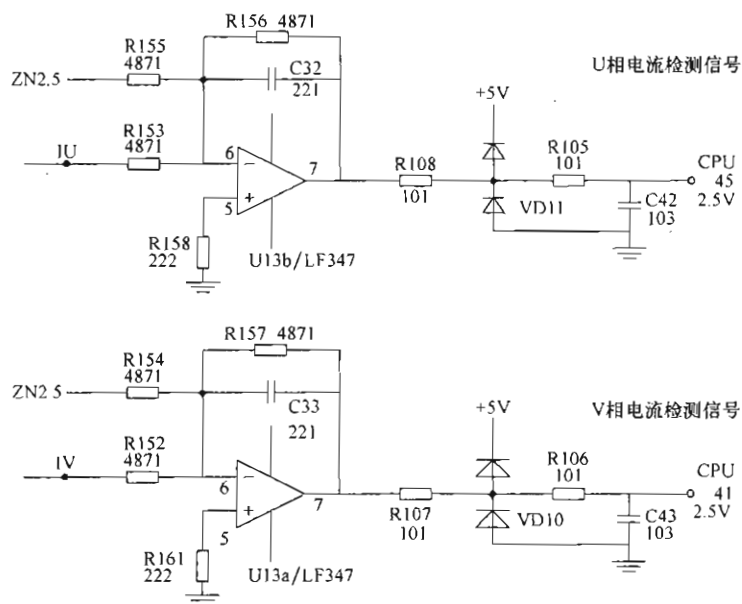 R156 4871
R155
4871
ZN2.5
C32
221
U相电流检测信号
+5V
IU
R153
4871
6
−
7
+
5
R108
101
R105
101
CPU
45
2.5V
VD11
C42
103
R158
222
U13b/LF347
R157 4871
R154
4871
ZN2 5
C33
221
V相电流检测信号
+5V
IV
R152
4871
6
−
7
+
5
R107
101
R106
101
CPU
41
2.5V
VD10
C43
103
R161
222
U13a/LF347